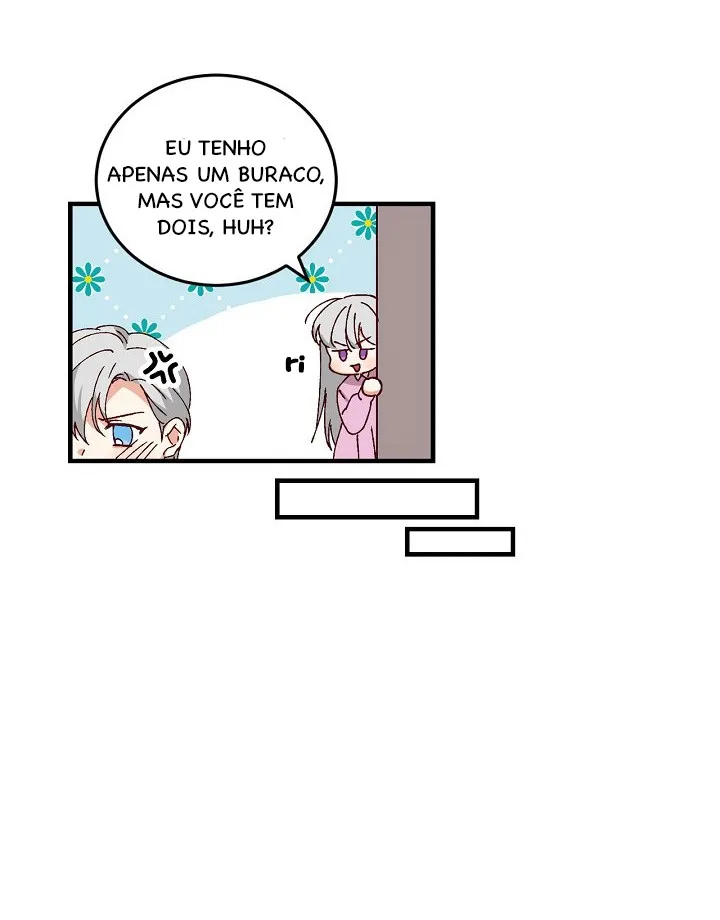 EU TENHO
APENAS UM BURACO,
MAS VOCÊ TEM
DOIS, HUH?
ri